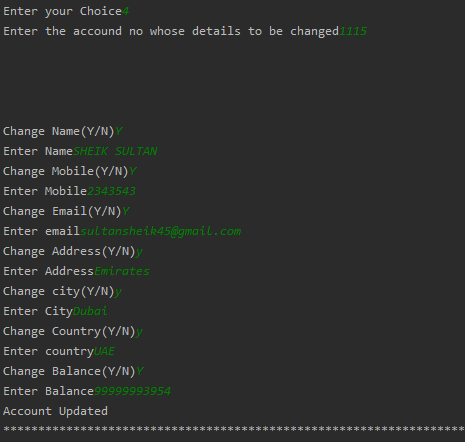 Enter your Choice4
Enter the accound no whose details to be changed1115
Change Name(Y/N)Y
Enter NameSHEIK SULTAN
Change Mobile(Y/N)Y
Enter Mobile2343543
Change Email(Y/N)Y
Enter emailsultansheik45@gmail.com
Change Address(Y/N)y
Enter AddressEmirates
Change city(Y/N)y
Enter CityDubai
Change Country(Y/N)y
Enter countryUAE
Change Balance(Y/N)Y
Enter Balance99999993954
Account Updated
******************************************************************